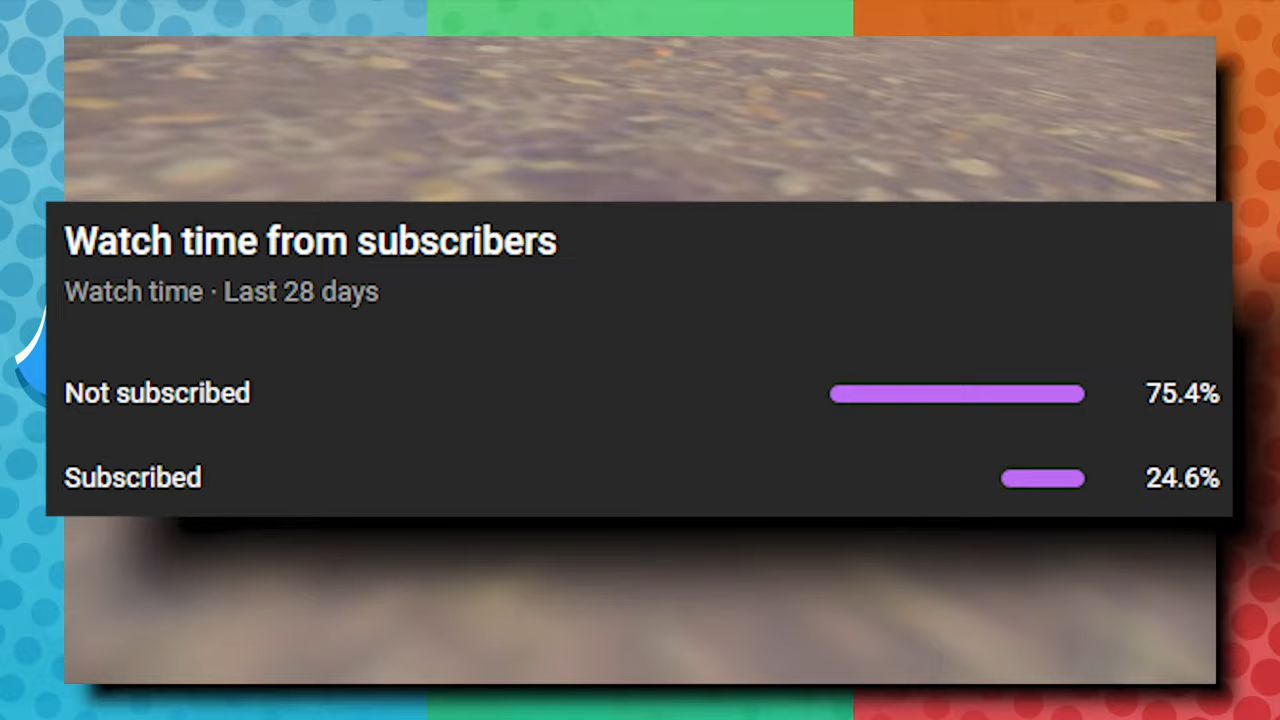 Watch time from subscribers
Watch time · Last 28 days
Not subscribed 75.4%
Subscribed 24.6%